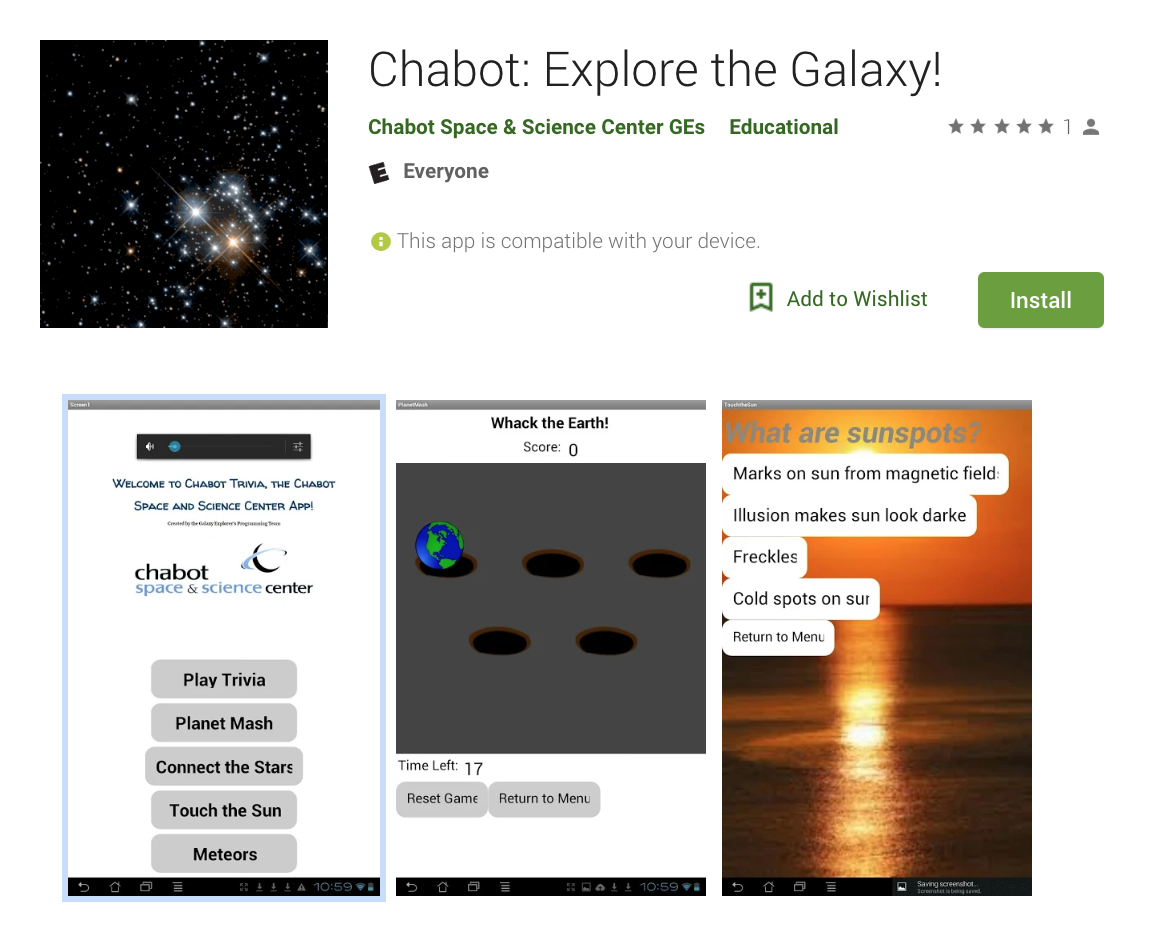 Chabot: Explore the Galaxy!
Chabot Space & Science Center GEs Educational 1
E Everyone
This app is compatible with your device.
Add to Wishlist Install
Screen1
WELCOME TO CHABOT TRIVIA, THE CHABOT
SPACE AND SCIENCE CENTER APP!
Created by the Galaxy Explorer's Programming Team
chabot
space & science center
Play Trivia
Planet Mash
Connect the Stars
Touch the Sun
Meteors
10:59
PlanetMash
Whack the Earth!
Score: 0
Time Left: 17
Reset Game Return to Menu
10:59
TouchtheSun
What are sunspots?
Marks on sun from magnetic fields
Illusion makes sun look darke
Freckles
Cold spots on sun
Return to Menu
Saving screenshot...
Screenshot is being saved.